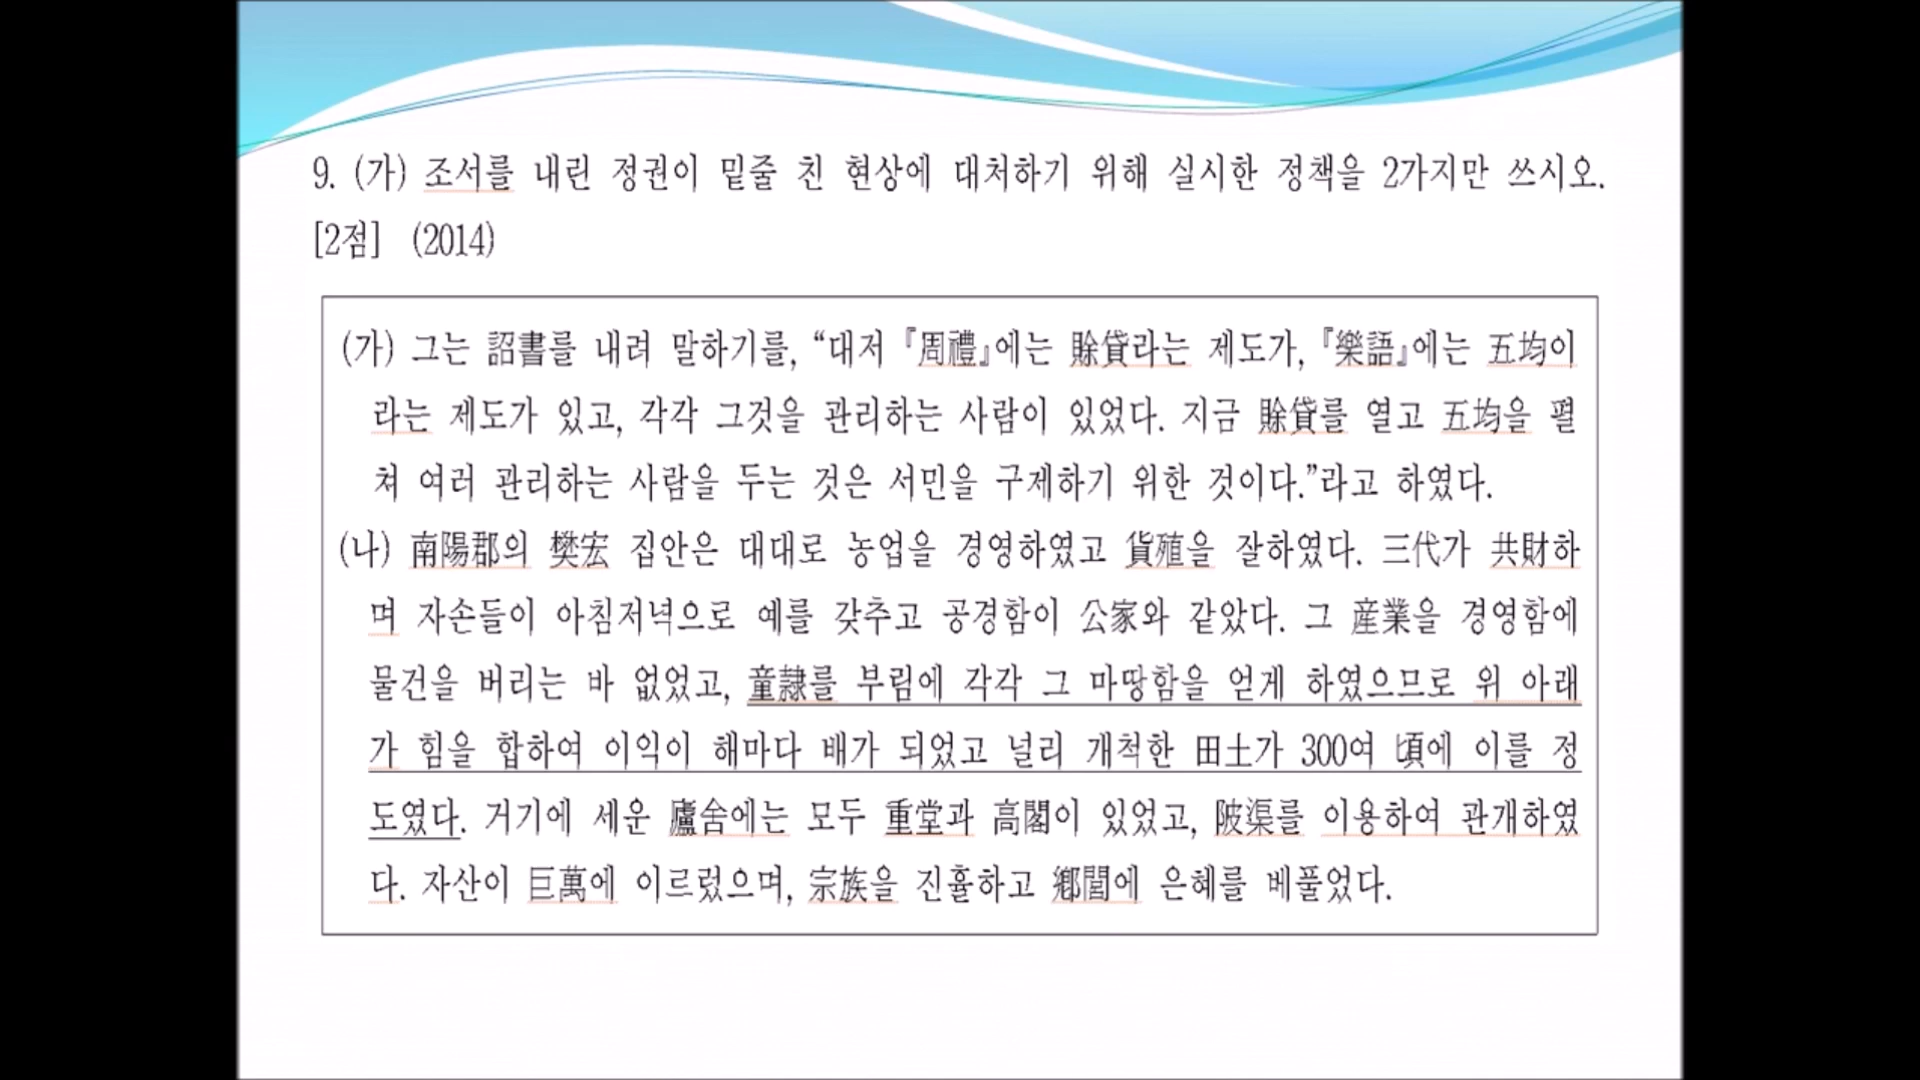 9. (가) 조서를 내린 정권이 밑줄 친 현상에 대처하기 위해 실시한 정책을 2가지만 쓰시오.
[2점] (2014)
(가) 그는 詔書를 내려 말하기를, “대저 『周禮』에는 賖貸라는 제도가, 『樂語』에는 五均이
라는 제도가 있고, 각각 그것을 관리하는 사람이 있었다. 지금 賖貸를 열고 五均을 펼
쳐 여러 관리하는 사람을 두는 것은 서민을 구제하기 위한 것이다.”라고 하였다.
(나) 南陽郡의 樊宏 집안은 대대로 농업을 경영하였고 貨殖을 잘하였다. 三代가 共財하
며 자손들이 아침저녁으로 예를 갖추고 공경함이 公家와 같았다. 그 産業을 경영함에
물건을 버리는 바 없었고, 童隷를 부림에 각각 그 마땅함을 얻게 하였으므로 위 아래
가 힘을 합하여 이익이 해마다 배가 되었고 널리 개척한 田土가 300여 頃에 이를 정
도였다. 거기에 세운 廬舍에는 모두 重堂과 高閣이 있었고, 陂渠를 이용하여 관개하였
다. 자산이 巨萬에 이르렀으며, 宗族을 진휼하고 鄕閭에 은혜를 베풀었다.